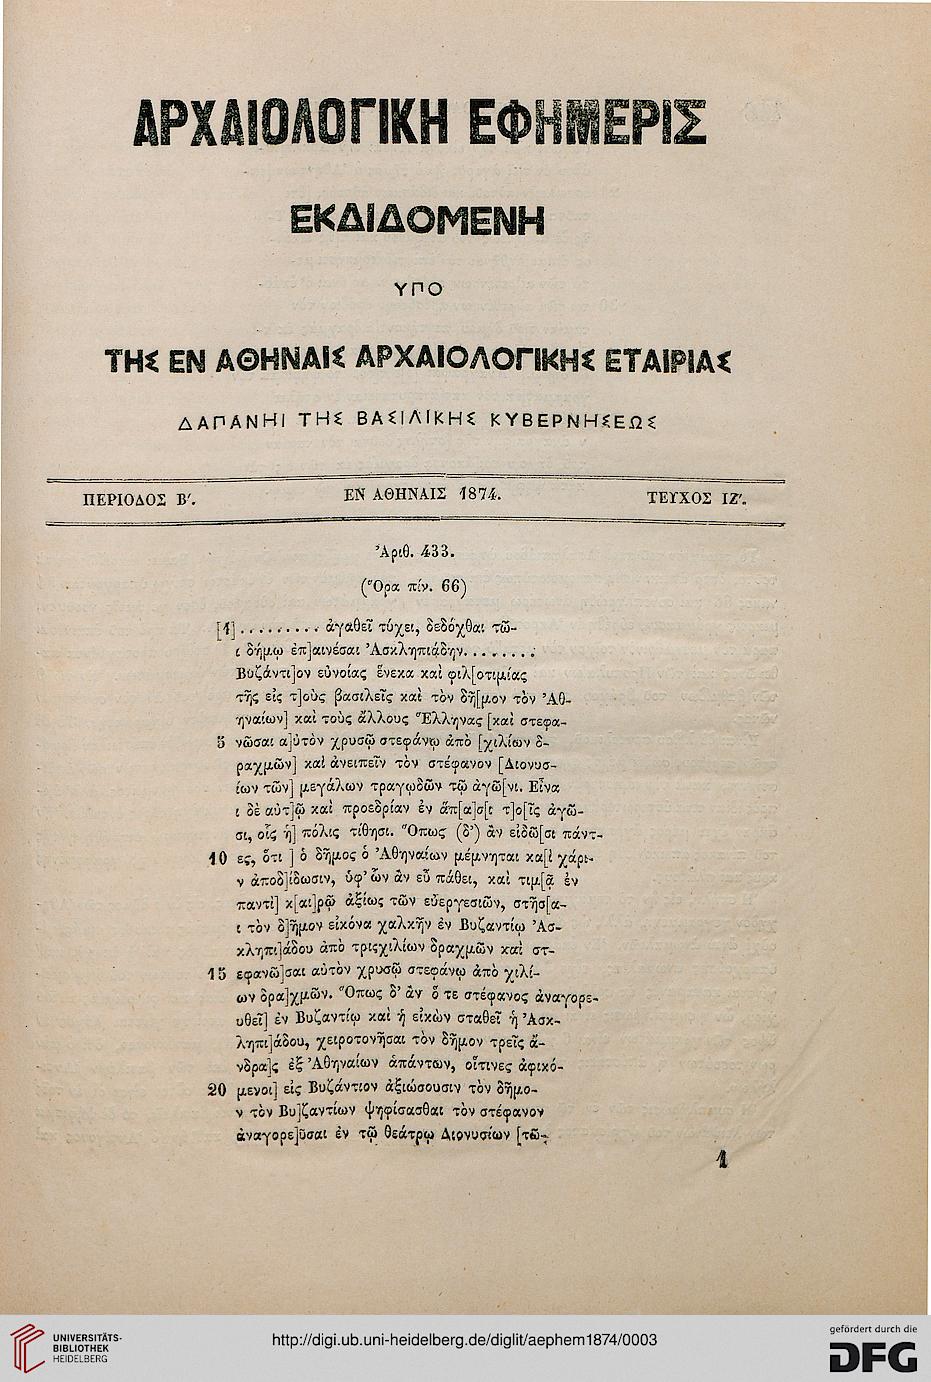 ΑΡΧΑΙΟΛΟΓΙΚΗ ΕΦΗΜΕΡΙΣ
ΕΚΔΙΔΟΜΕΝΗ
ΥΠΟ
ΤΗΣ ΕΝ ΑΘΗΝΑΙΣ ΑΡΧΑΙΟΛΟΓΙΚΗΣ ΕΤΑΙΡΙΑΣ
ΔΑΠΑΝΗΙ ΤΗΣ ΒΑΣΙΛΙΚΗΣ ΚΥΒΕΡΝΗΣΕΩΣ
ΠΕΡΙΟΔΟΣ Β′. ΕΝ ΑΘΗΝΑΙΣ 1874. ΤΕΥΧΟΣ ΙΖ′.
Ἀριθ. 433.
(Ὅρα πίν. 66)
[1] . . . . . . . . . ἀγαθεῖ τύχει, δεδόχθαι τῶ-
ι δήμῳ ἐπ]αινέσαι Ἀσκληπιάδην. . . . . . . .
Βυζάντι]ον εὐνοίας ἕνεκα καὶ φιλ[οτιμίας
τῆς εἰς τ]οὺς βασιλεῖς καὶ τὸν δῆ[μον τὸν Ἀθ-
ηναίων] καὶ τοὺς ἄλλους Ἕλληνας [καὶ στεφα-
5 νῶσαι α]ὐτὸν χρυσῷ στεφάνῳ ἀπὸ [χιλίων δ-
ραχμῶν] καὶ ἀνειπεῖν τὸν στέφανον [Διονυσ-
ίων τῶν] μεγάλων τραγῳδῶν τῷ ἀγῶ[νι. Εἶνα
ι δὲ αὐτ]ῷ καὶ προεδρίαν ἐν ἅπ[α]σ[ι τ]ο[ῖς ἀγῶ-
σι, οἷς ἡ] πόλις τίθησι. Ὅπως (δ’) ἂν εἰδῶ[σι πάντ-
10 ες, ὅτι ] ὁ δῆμος ὁ Ἀθηναίων μέμνηται κα[ὶ χάρι-
ν ἀποδ]ίδωσιν, ὑφ’ ὧν ἂν εὖ πάθει, καὶ τιμ[ᾷ ἐν
παντὶ] κ[αι]ρῷ ἀξίως τῶν εὐεργεσιῶν, στῆσ[α-
ι τὸν δ]ῆμον εἰκόνα χαλκῆν ἐν Βυζαντίῳ Ἀσ-
κληπι]άδου ἀπὸ τριςχιλίων δραχμῶν καὶ στ-
15 εφανῶ]σαι αὐτὸν χρυσῷ στεφάνῳ ἀπὸ χιλί-
ων δρα]χμῶν. Ὅπως δ’ ἂν ὅ τε στέφανος ἀναγορε-
υθεῖ] ἐν Βυζαντίῳ καὶ ἡ εἰκὼν σταθεῖ ἡ Ἀσκ-
ληπι]άδου, χειροτονῆσαι τὸν δῆμον τρεῖς ἄ-
νδρα]ς ἐξ Ἀθηναίων ἁπάντων, οἵτινες ἀφικό-
20 μενοι] εἰς Βυζάντιον ἀξιώσουσιν τὸν δῆμο-
ν τὸν Βυ]ζαντίων ψηφίσασθαι τὸν στέφανον
ἀναγορε]ῦσαι ἐν τῷ θεάτρῳ Διονυσίων [τῶ-
1
UNIVERSITÄTS-
BIBLIOTHEK
HEIDELBERG
http://digi.ub.uni-heidelberg.de/diglit/aephem1874/0003
gefördert durch die
DFG